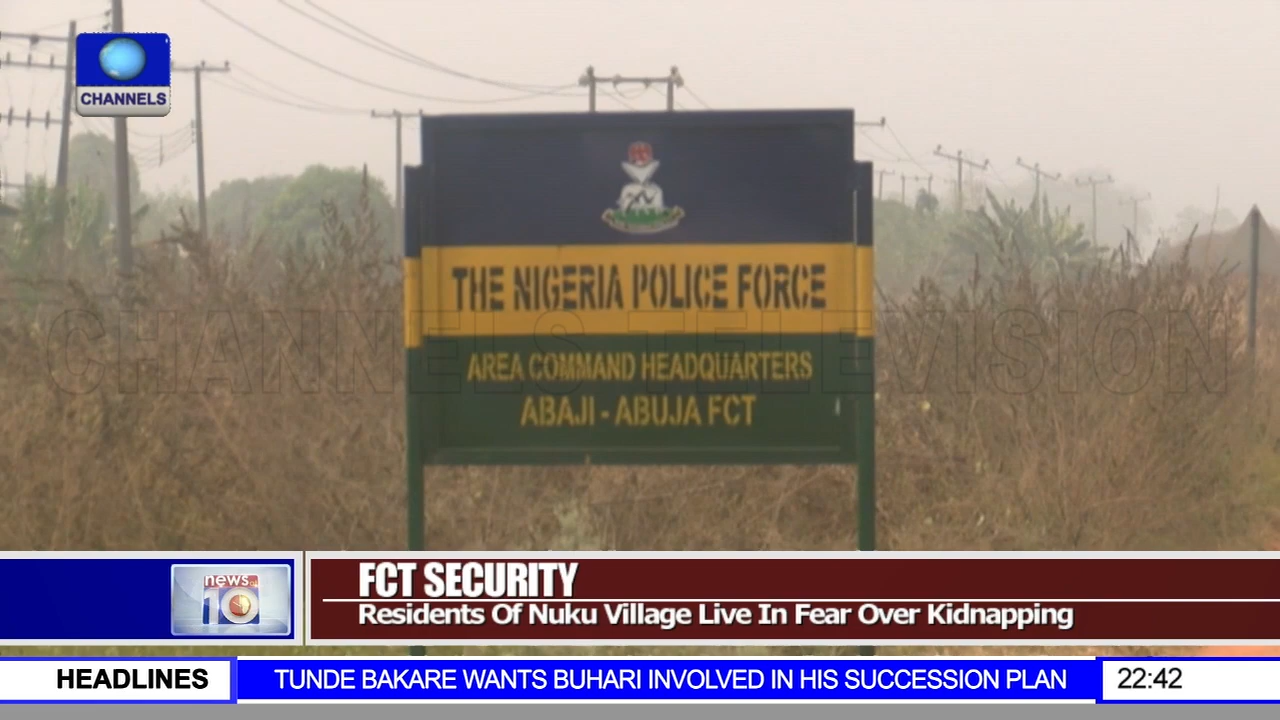 CHANNELS
THE NIGERIA POLICE FORCE
CHANNELS TELEVISION
AREA COMMAND HEADQUARTERS
ABAJI - ABUJA FCT
news at
10
FCT SECURITY
Residents Of Nuku Village Live In Fear Over Kidnapping
HEADLINES
TUNDE BAKARE WANTS BUHARI INVOLVED IN HIS SUCCESSION PLAN
22:42